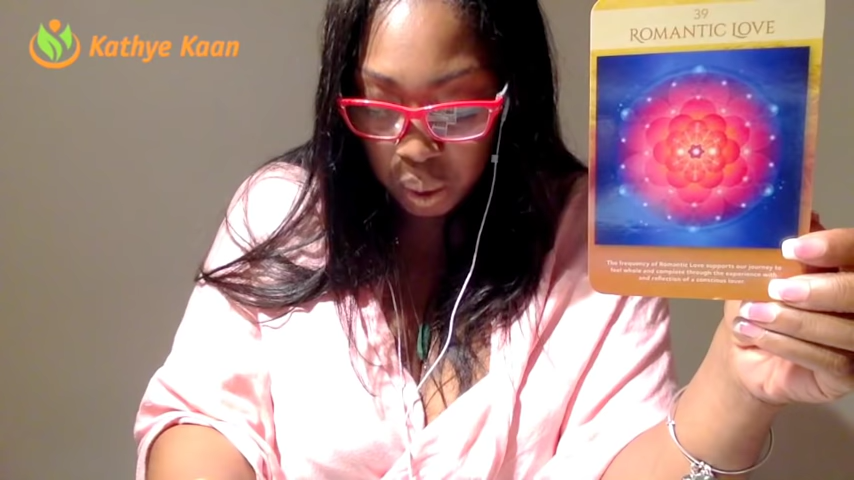 Kathye Kaan
39
ROMANTIC LOVE
The frequency of Romantic Love supports our journey to
feel whole and complete through the experience with,
and reflection of a conscious lover.